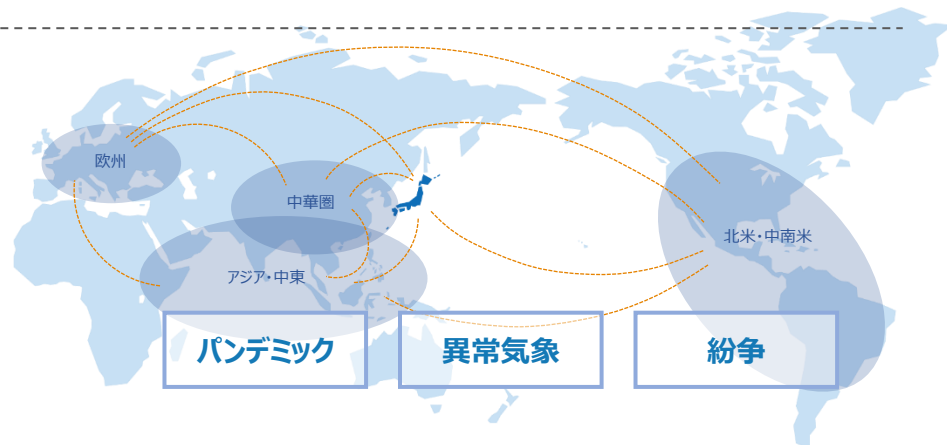 欧州
中華圏
北米・中南米
アジア・中東
パンデミック
異常気象
紛争